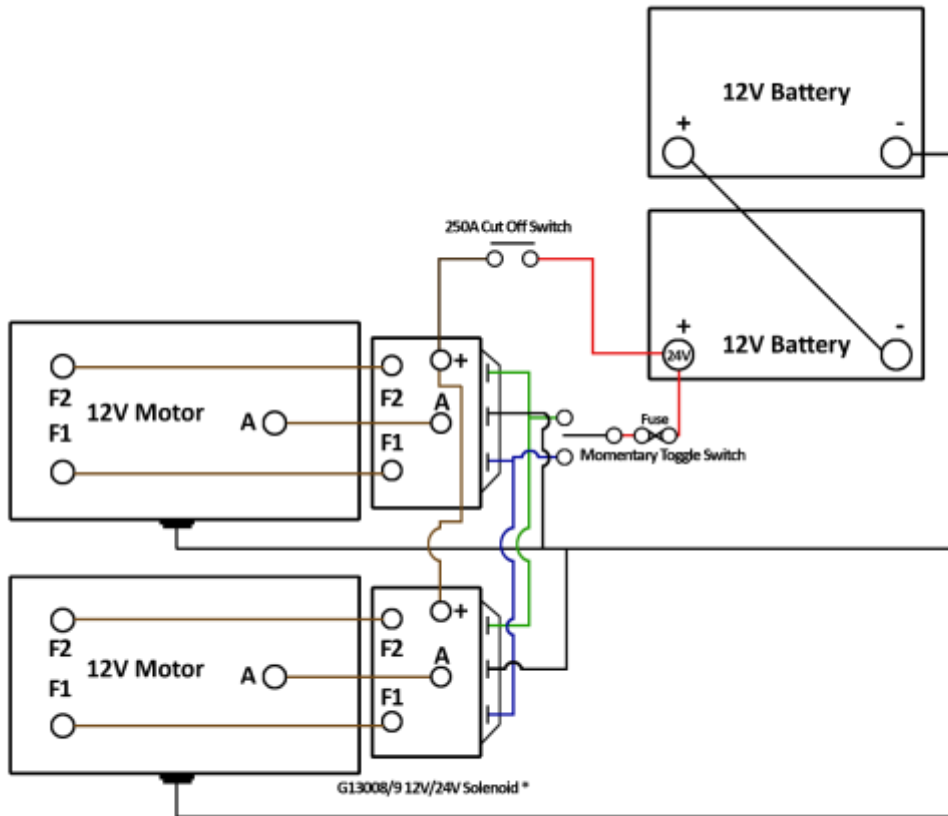 12V Battery
+ -
250A Cut Off Switch
+ -
24V
12V Battery
+
F2 F2
12V Motor A A
F1 F1
Fuse
Momentary Toggle Switch
+
F2 F2
12V Motor A A
F1 F1
G13008/9 12V/24V Solenoid *